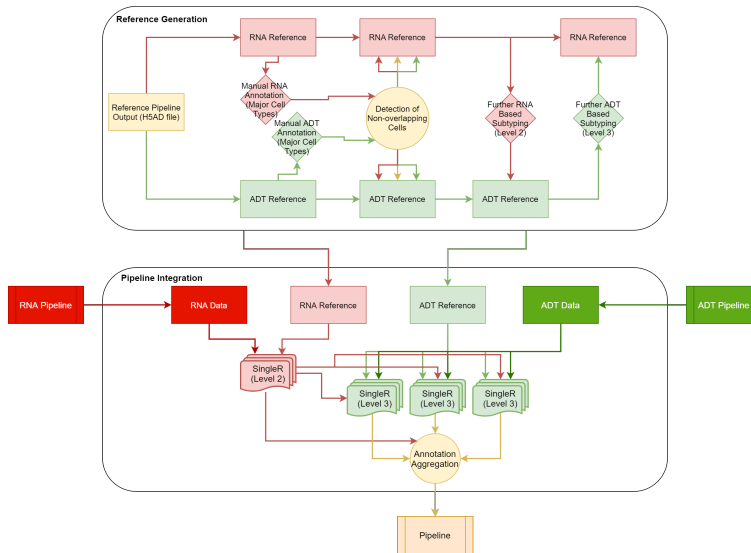 Reference Generation
RNA Reference
RNA Reference
RNA Reference
Manual RNA
Annotation
(Major Cell
Types)
Reference Pipeline
Output (H5AD file)
Manual ADT
Annotation
(Major Cell
Types)
Detection of
Non-overlapping
Cells
Further RNA
Based
Subtyping
(Level 2)
Further ADT
Based
Subtyping
(Level 3)
ADT Reference
ADT Reference
ADT Reference
Pipeline Integration
RNA Pipeline
RNA Data
RNA Reference
ADT Reference
ADT Data
ADT Pipeline
SingleR
(Level 2)
SingleR
(Level 3)
SingleR
(Level 3)
SingleR
(Level 3)
Annotation
Aggregation
Pipeline